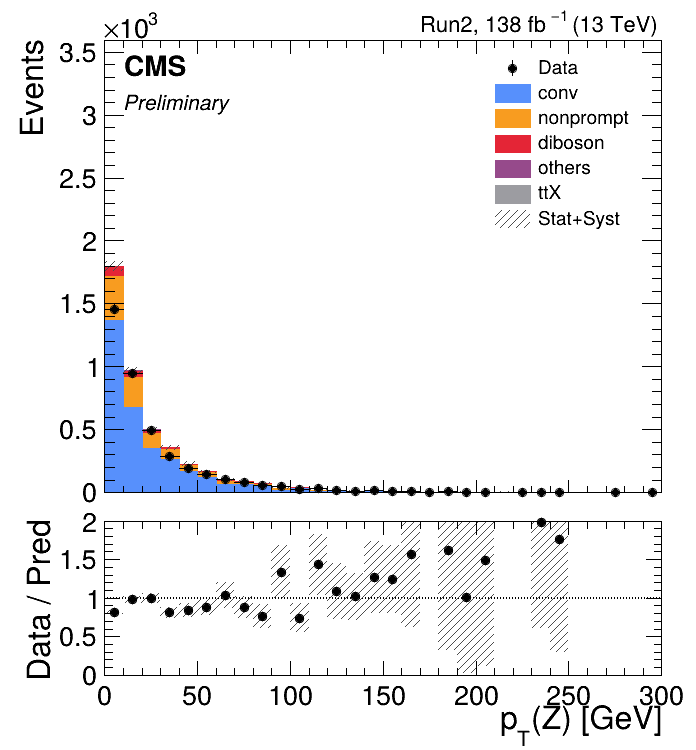 ×10³
Run2, 138 fb⁻¹ (13 TeV)
Events
CMS
Preliminary
Data
conv
nonprompt
diboson
others
ttX
Stat+Syst
3.5
3
2.5
2
1.5
1
0.5
0
Data / Pred
2
1.5
1
0.5
0
0 50 100 150 200 250 300
p_T(Z) [GeV]